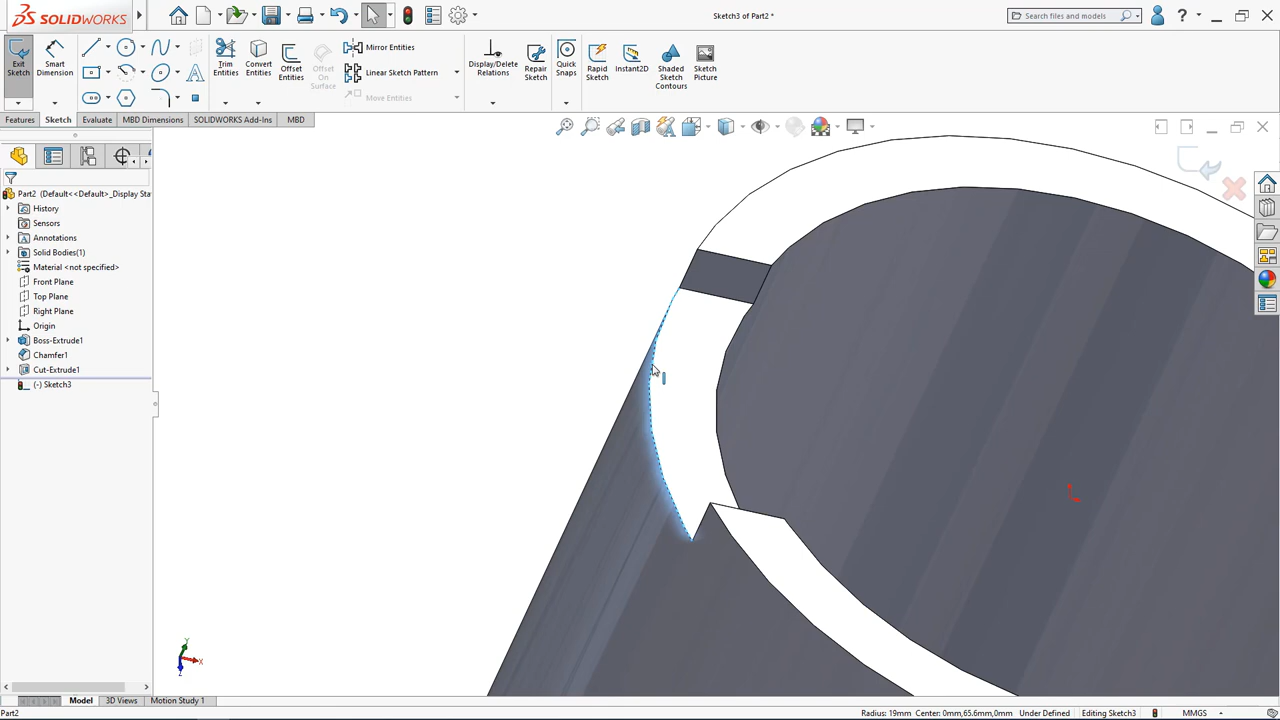 SOLIDWORKS
Sketch3 of Part2 *
Search files and models
?
Exit Sketch
Smart Dimension
Trim Entities
Convert Entities
Offset Entities
Offset On Surface
Mirror Entities
Linear Sketch Pattern
Move Entities
Display/Delete Relations
Repair Sketch
Quick Snaps
Rapid Sketch
Instant2D
Shaded Sketch Contours
Sketch Picture
Features
Sketch
Evaluate
MBD Dimensions
SOLIDWORKS Add-Ins
MBD
Part2 (Default<<Default>_Display Sta
History
Sensors
Annotations
Solid Bodies(1)
Material <not specified>
Front Plane
Top Plane
Right Plane
Origin
Boss-Extrude1
Chamfer1
Cut-Extrude1
(-) Sketch3
Y
X
Z
Model
3D Views
Motion Study 1
Part2
Radius: 19mm Center: 0mm,65.6mm,0mm
Under Defined
Editing Sketch3
MMGS